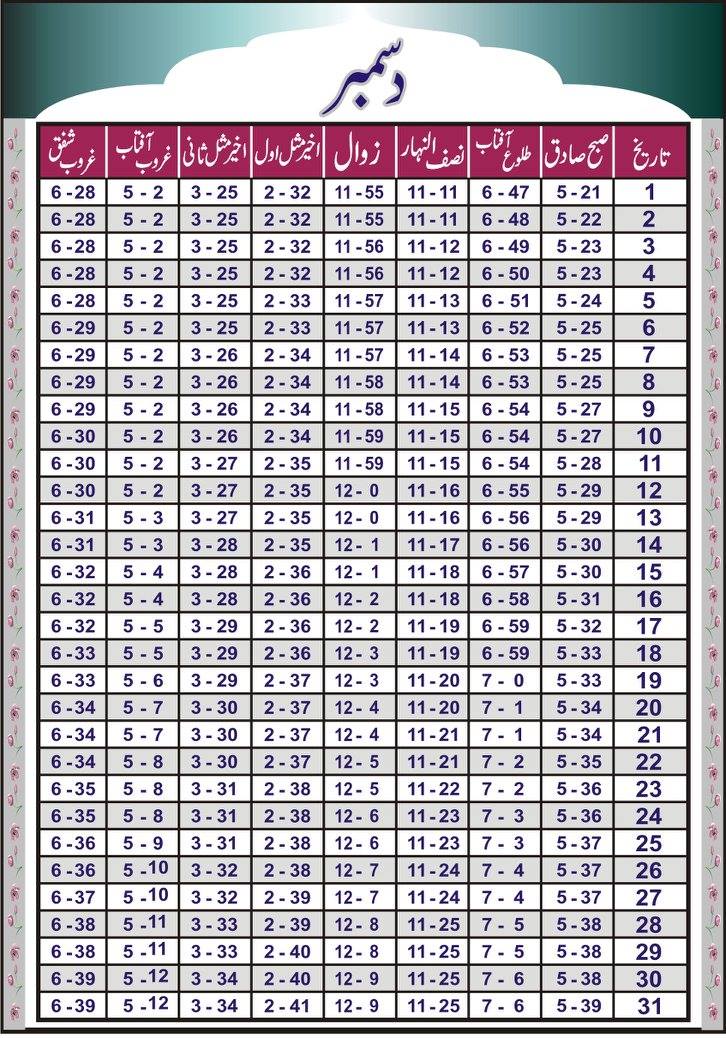 دسمبر
تاریخ صبح صادق طلوع آفتاب نصف النہار زوال اخیر مثل اول اخیر مثل ثانی غروب آفتاب غروب شفق
1 5-21 6-47 11-11 11-55 2-32 3-25 5-2 6-28
2 5-22 6-48 11-11 11-55 2-32 3-25 5-2 6-28
3 5-23 6-49 11-12 11-56 2-32 3-25 5-2 6-28
4 5-23 6-50 11-12 11-56 2-32 3-25 5-2 6-28
5 5-24 6-51 11-13 11-57 2-33 3-25 5-2 6-28
6 5-25 6-52 11-13 11-57 2-33 3-25 5-2 6-29
7 5-25 6-53 11-14 11-57 2-34 3-26 5-2 6-29
8 5-25 6-53 11-14 11-58 2-34 3-26 5-2 6-29
9 5-27 6-54 11-15 11-58 2-34 3-26 5-2 6-29
10 5-27 6-54 11-15 11-59 2-34 3-26 5-2 6-30
11 5-28 6-54 11-15 11-59 2-35 3-27 5-2 6-30
12 5-29 6-55 11-16 12-0 2-35 3-27 5-2 6-30
13 5-29 6-56 11-16 12-0 2-35 3-27 5-3 6-31
14 5-30 6-56 11-17 12-1 2-35 3-28 5-3 6-31
15 5-30 6-57 11-18 12-1 2-36 3-28 5-4 6-32
16 5-31 6-58 11-18 12-2 2-36 3-28 5-4 6-32
17 5-32 6-59 11-19 12-2 2-36 3-29 5-5 6-32
18 5-33 6-59 11-19 12-3 2-36 3-29 5-5 6-33
19 5-33 7-0 11-20 12-3 2-37 3-29 5-6 6-33
20 5-34 7-1 11-20 12-4 2-37 3-30 5-7 6-34
21 5-34 7-1 11-21 12-4 2-37 3-30 5-7 6-34
22 5-35 7-2 11-21 12-5 2-37 3-30 5-8 6-34
23 5-36 7-2 11-22 12-5 2-38 3-31 5-8 6-35
24 5-36 7-3 11-23 12-6 2-38 3-31 5-8 6-35
25 5-37 7-3 11-23 12-6 2-38 3-31 5-9 6-36
26 5-37 7-4 11-24 12-7 2-38 3-32 5-10 6-36
27 5-37 7-4 11-24 12-7 2-39 3-32 5-10 6-37
28 5-38 7-5 11-25 12-8 2-39 3-33 5-11 6-38
29 5-38 7-5 11-25 12-8 2-40 3-33 5-11 6-38
30 5-38 7-6 11-25 12-9 2-40 3-34 5-12 6-39
31 5-39 7-6 11-25 12-9 2-41 3-34 5-12 6-39